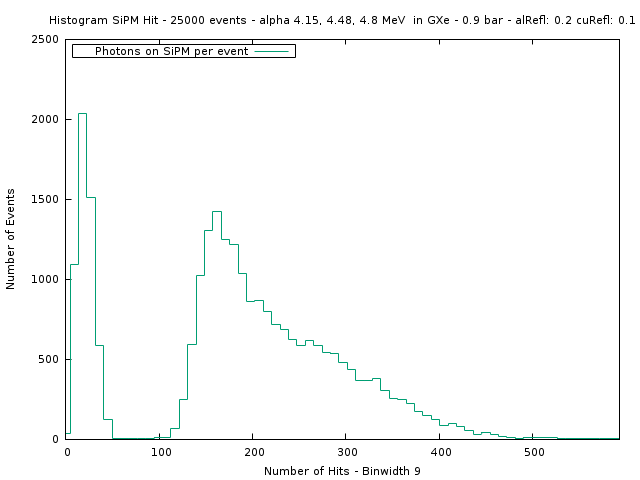 Histogram SiPM Hit - 25000 events - alpha 4.15, 4.48, 4.8 MeV  in GXe - 0.9 bar - alRefl: 0.2 cuRefl: 0.1
2500
Photons on SiPM per event
2000
1500
1000
500
0
Number of Events
0 100 200 300 400 500
Number of Hits - Binwidth 9